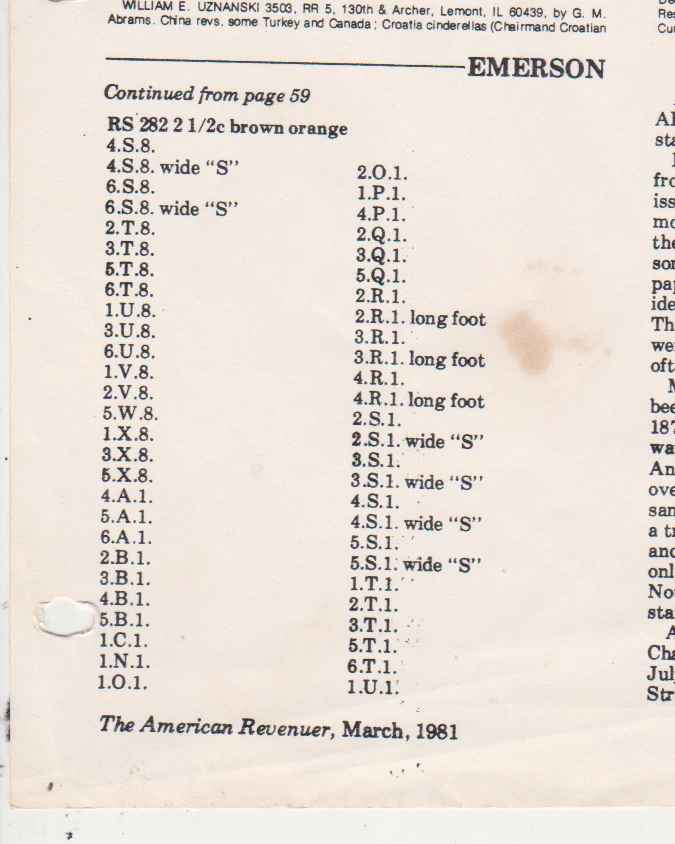 WILLIAM E. UZNANSKI 3503, RR 5, 130th & Archer, Lemont, IL 60439, by G. M.
Abrams. China revs. some Turkey and Canada; Croatia cinderellas (Chairmand Croatian
EMERSON
Continued from page 59
RS 282 2 1/2c brown orange
4.S.8.
4.S.8. wide "S"
6.S.8.
6.S.8. wide "S"
2.T.8.
3.T.8.
5.T.8.
6.T.8.
1.U.8.
3.U.8.
6.U.8.
1.V.8.
2.V.8.
5.W.8.
1.X.8.
3.X.8.
5.X.8.
4.A.1.
5.A.1.
6.A.1.
2.B.1.
3.B.1.
4.B.1.
5.B.1.
1.C.1.
1.N.1.
1.O.1.
2.O.1.
1.P.1.
4.P.1.
2.Q.1.
3.Q.1.
5.Q.1.
2.R.1.
2.R.1. long foot
3.R.1.
3.R.1. long foot
4.R.1.
4.R.1. long foot
2.S.1.
2.S.1. wide "S"
3.S.1.
3.S.1. wide "S"
4.S.1.
4.S.1. wide "S"
5.S.1.
5.S.1. wide "S"
1.T.1.
2.T.1.
3.T.1.
5.T.1.
6.T.1.
1.U.1.
The American Revenuer, March, 1981